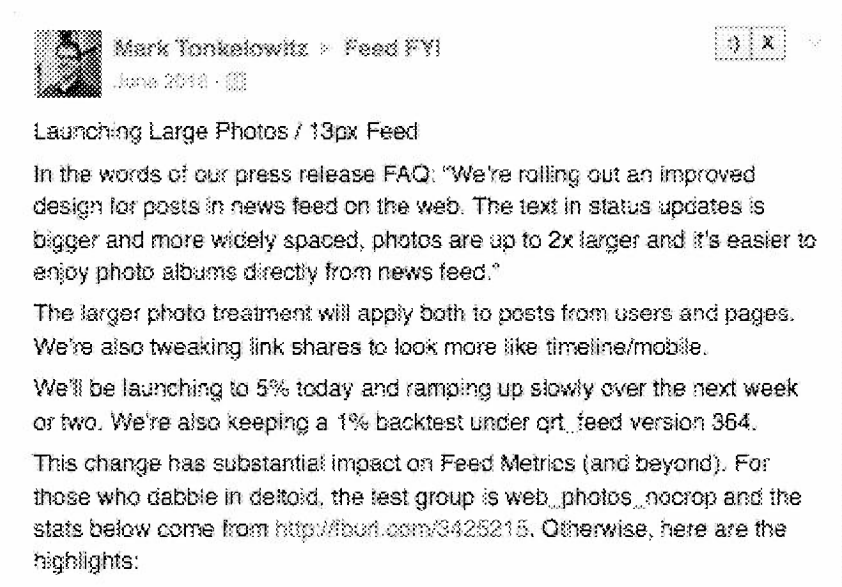 Mark Tonkelowitz > Feed FYI
:) X
June 2018 ·
Launching Large Photos / 13px Feed
In the words of our press release FAQ: "We're rolling out an improved
design for posts in news feed on the web. The text in status updates is
bigger and more widely spaced, photos are up to 2x larger and it's easier to
enjoy photo albums directly from news feed."
The larger photo treatment will apply both to posts from users and pages.
We're also tweaking link shares to look more like timeline/mobile.
We'll be launching to 5% today and ramping up slowly over the next week
or two. We're also keeping a 1% backtest under qrt_feed version 364.
This change has substantial impact on Feed Metrics (and beyond). For
those who dabble in deltoid, the test group is web_photos_nocrop and the
stats below come from http://fburl.com/3425215. Otherwise, here are the
highlights: